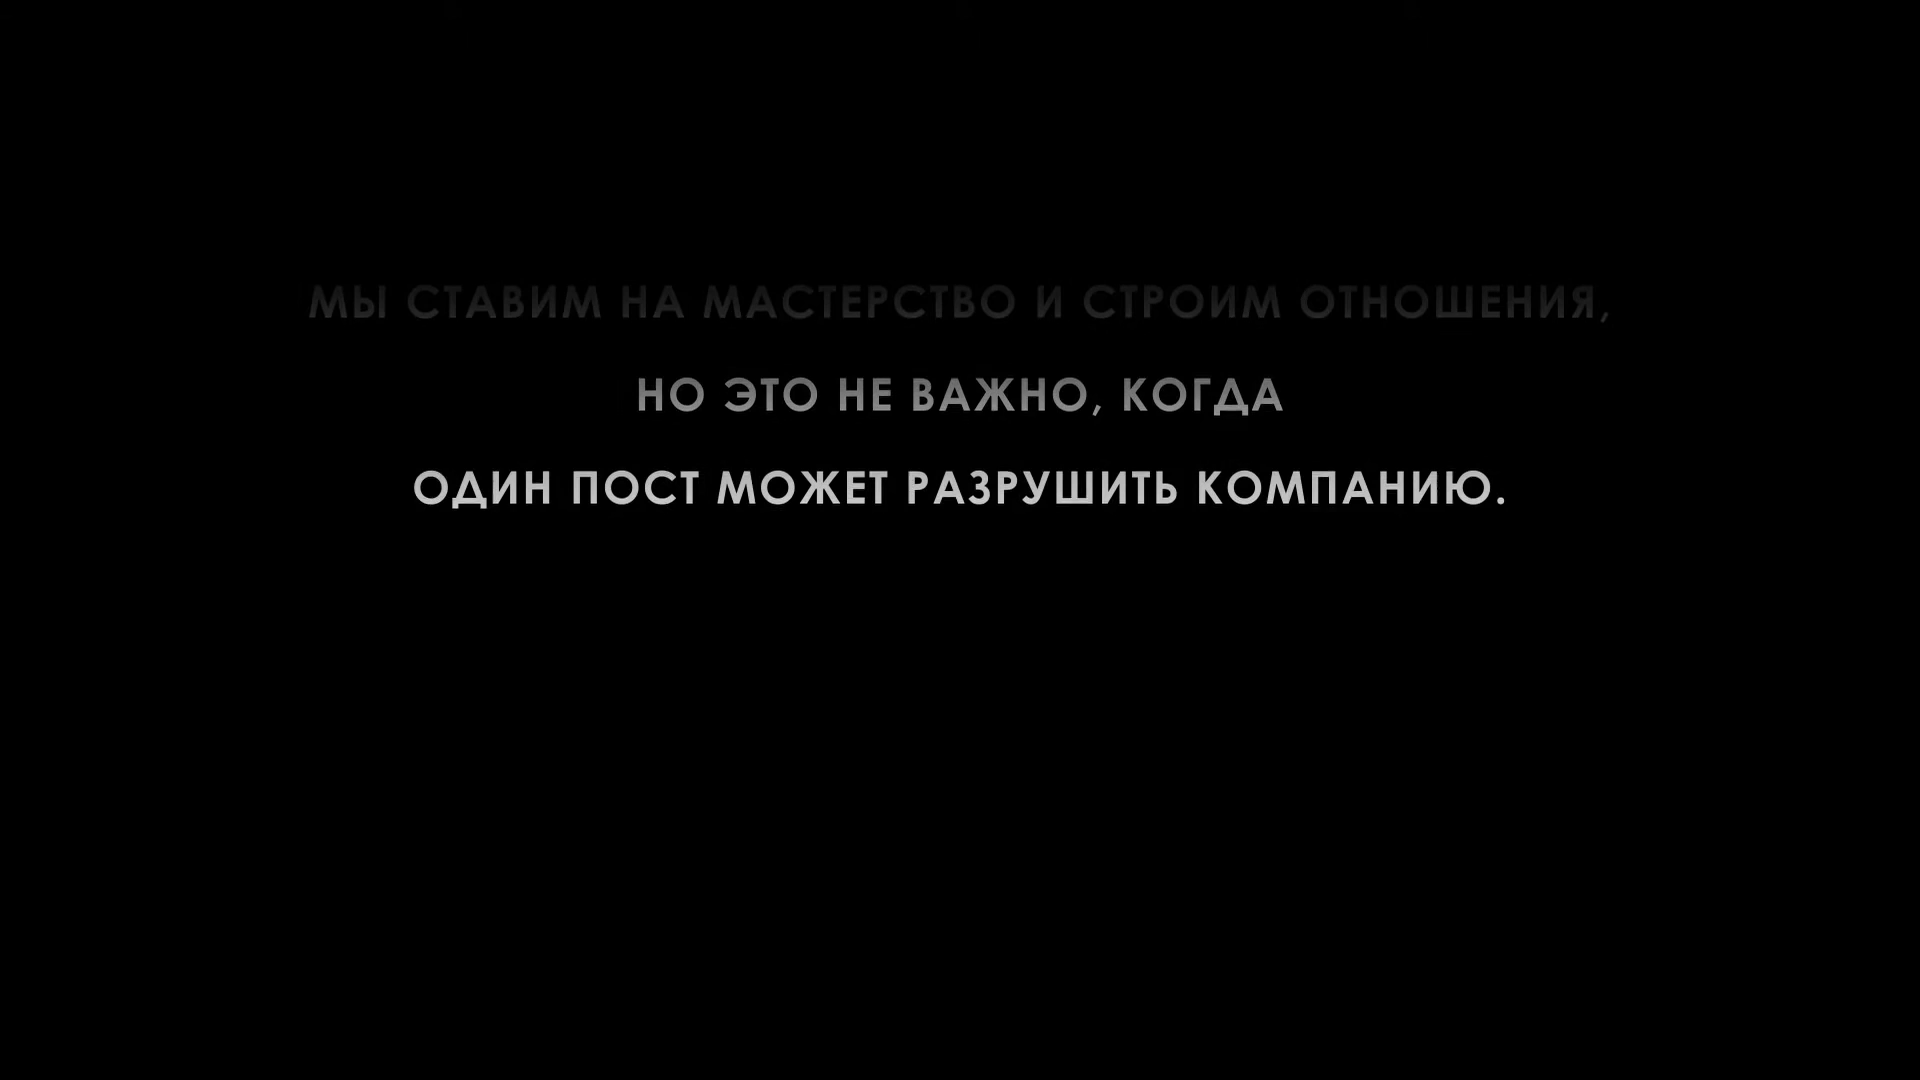 МЫ СТАВИМ НА МАСТЕРСТВО И СТРОИМ ОТНОШЕНИЯ,
НО ЭТО НЕ ВАЖНО, КОГДА
ОДИН ПОСТ МОЖЕТ РАЗРУШИТЬ КОМПАНИЮ.